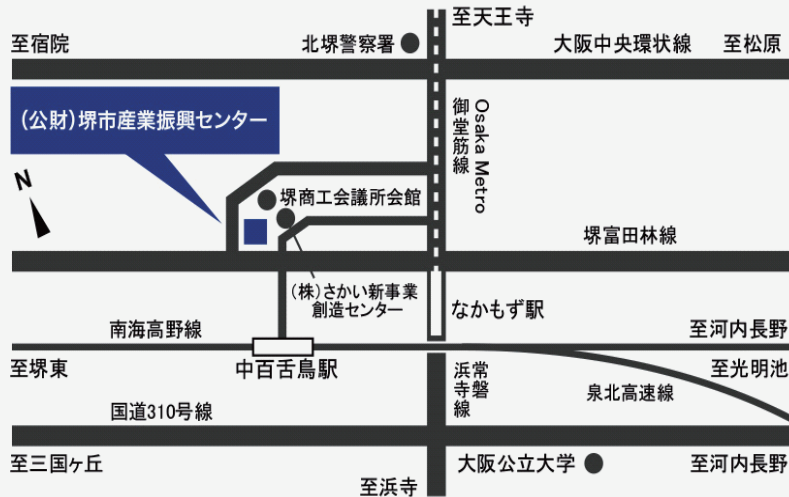 至天王寺
至宿院
北堺警察署
大阪中央環状線
至松原
(公財)堺市産業振興センター
Osaka Metro
御堂筋線
N
堺商工会議所会館
堺富田林線
(株)さかい新事業
創造センター
なかもず駅
南海高野線
至河内長野
至堺東
中百舌鳥駅
常磐
浜寺線
至光明池
泉北高速線
国道310号線
至三国ヶ丘
大阪公立大学
至河内長野
至浜寺